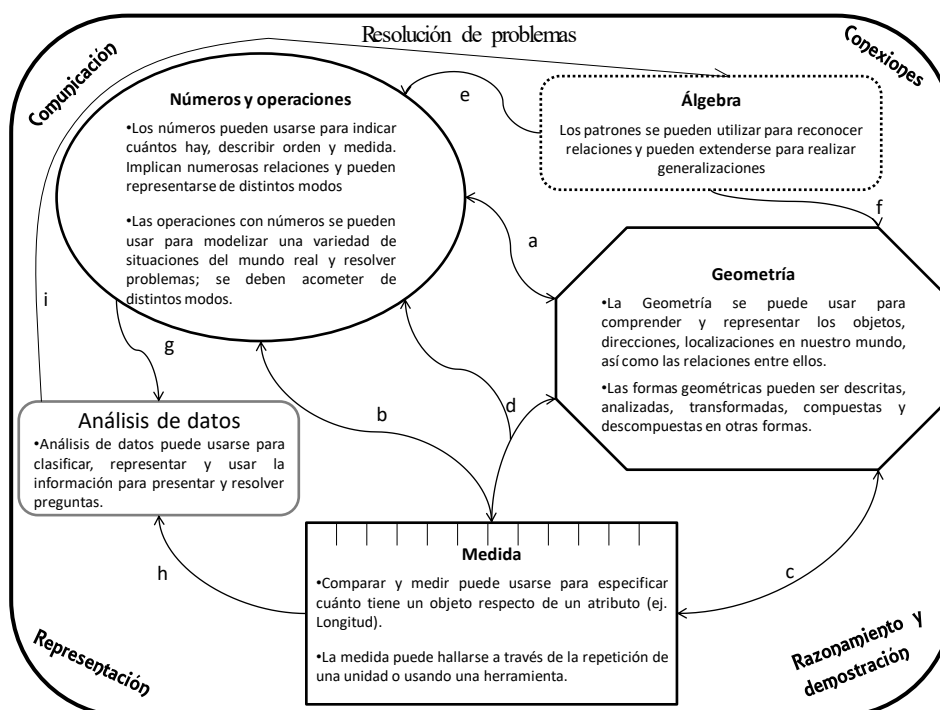 Resolución de problemas
Comunicación
Conexiones
Números y operaciones
•Los números pueden usarse para indicar
cuántos hay, describir orden y medida.
Implican numerosas relaciones y pueden
representarse de distintos modos
•Las operaciones con números se pueden
usar para modelizar una variedad de
situaciones del mundo real y resolver
problemas; se deben acometer de
distintos modos.
e
Álgebra
Los patrones se pueden utilizar para reconocer
relaciones y pueden extenderse para realizar
generalizaciones
f
a
Geometría
•La Geometría se puede usar para
comprender y representar los objetos,
direcciones, localizaciones en nuestro mundo,
así como las relaciones entre ellos.
•Las formas geométricas pueden ser descritas,
analizadas, transformadas, compuestas y
descompuestas en otras formas.
i
g
b
d
Análisis de datos
•Análisis de datos puede usarse para
clasificar, representar y usar la
información para presentar y resolver
preguntas.
h
c
Medida
•Comparar y medir puede usarse para especificar
cuánto tiene un objeto respecto de un atributo (ej.
Longitud).
•La medida puede hallarse a través de la repetición de
una unidad o usando una herramienta.
Representación
Razonamiento y
demostración